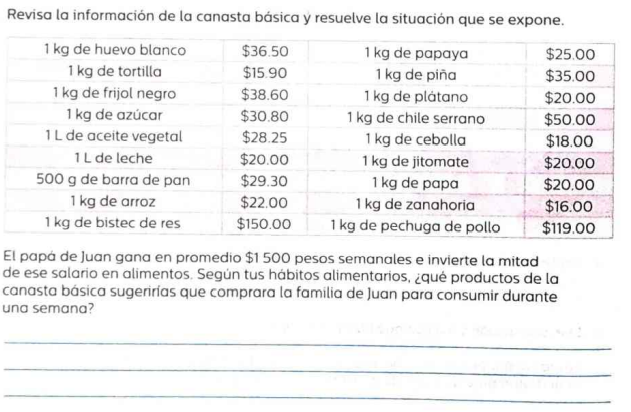 Revisa la información de la canasta básica y resuelve la situación que se expone.
1 kg de huevo blanco $36.50 1 kg de papaya $25.00
1 kg de tortilla $15.90 1 kg de piña $35.00
1 kg de frijol negro $38.60 1 kg de plátano $20.00
1 kg de azúcar $30.80 1 kg de chile serrano $50.00
1 L de aceite vegetal $28.25 1 kg de cebolla $18.00
1 L de leche $20.00 1 kg de jitomate $20.00
500 g de barra de pan $29.30 1 kg de papa $20.00
1 kg de arroz $22.00 1 kg de zanahoria $16.00
1 kg de bistec de res $150.00 1 kg de pechuga de pollo $119.00
El papá de Juan gana en promedio $1 500 pesos semanales e invierte la mitad
de ese salario en alimentos. Según tus hábitos alimentarios, ¿qué productos de la
canasta básica sugerirías que comprara la familia de Juan para consumir durante
una semana?